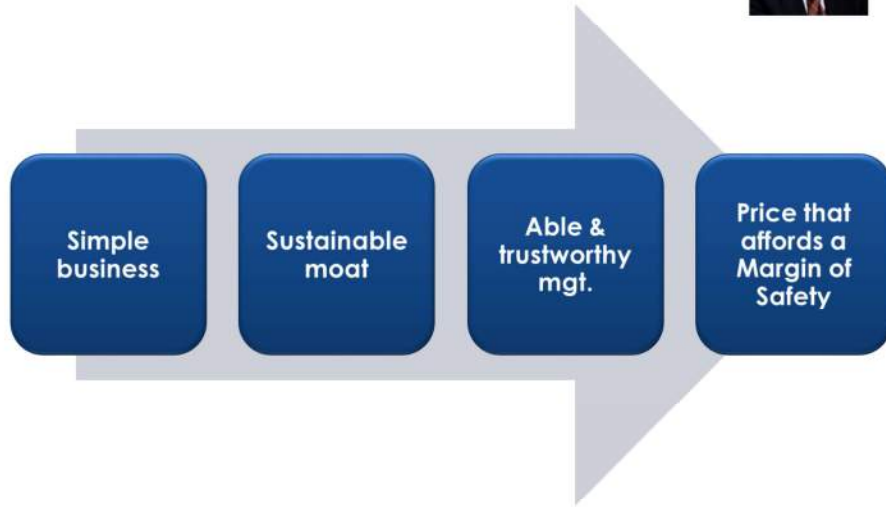 Simple
business
Sustainable
moat
Able &
trustworthy
mgt.
Price that
affords a
Margin of
Safety